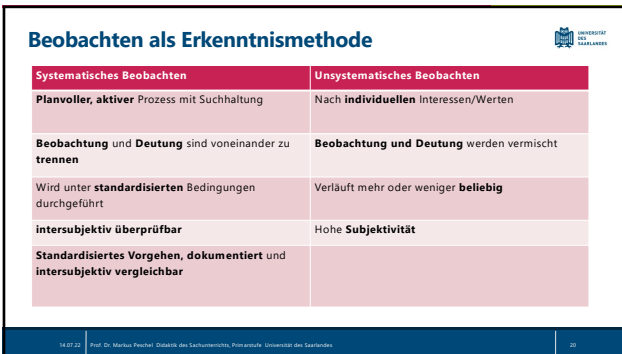 Beobachten als Erkenntnismethode
UNIVERSITÄT
DES
SAARLANDES
Systematisches Beobachten
Unsystematisches Beobachten
Planvoller, aktiver Prozess mit Suchhaltung
Nach individuellen Interessen/Werten
Beobachtung und Deutung sind voneinander zu
trennen
Beobachtung und Deutung werden vermischt
Wird unter standardisierten Bedingungen
durchgeführt
Verläuft mehr oder weniger beliebig
intersubjektiv überprüfbar
Hohe Subjektivität
Standardisiertes Vorgehen, dokumentiert und
intersubjektiv vergleichbar
14.07.22
Prof. Dr. Markus Peschel Didaktik des Sachunterrichts, Primarstufe Universität des Saarlandes
20